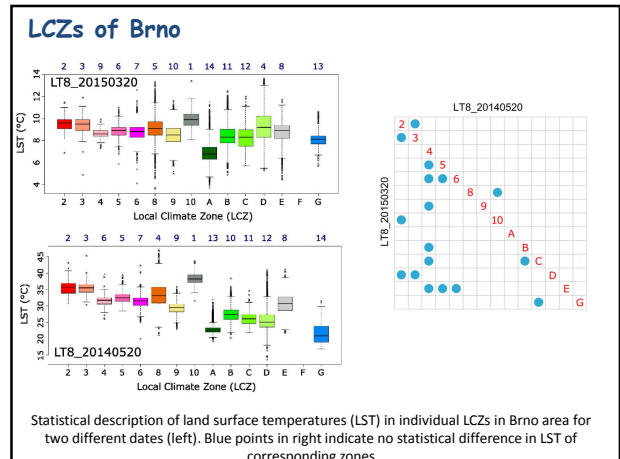 LCZs of Brno
2 3 9 6 7 5 10 1 14 11 12 4 8 13
LT8_20150320
14
12
10
8
6
4
LST (°C)
2 3 4 5 6 8 9 10 A B C D E F G
Local Climate Zone (LCZ)
2 3 6 5 7 4 9 1 13 10 11 12 8 14
45
40
35
30
25
20
15
LST (°C)
LT8_20140520
2 3 4 5 6 8 9 10 A B C D E F G
Local Climate Zone (LCZ)
LT8_20140520
LT8_20150320
2
3
4
5
6
8
9
10
A
B
C
D
E
G
Statistical description of land surface temperatures (LST) in individual LCZs in Brno area for
two different dates (left). Blue points in right indicate no statistical difference in LST of
corresponding zones